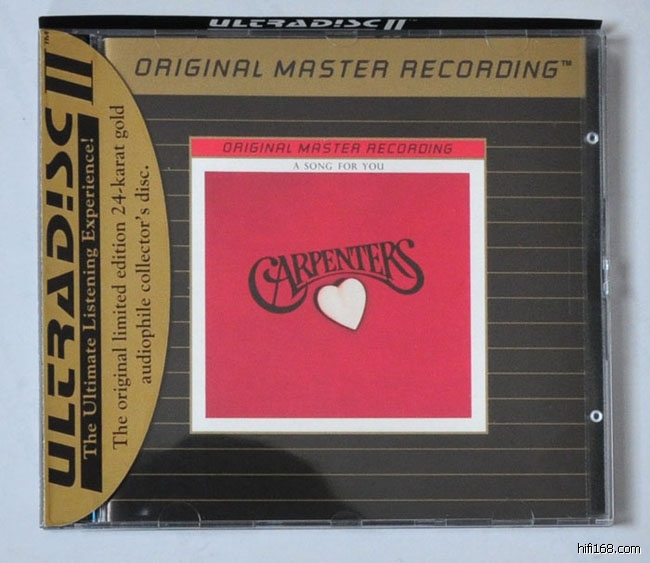 ULTRADISC II
ULTRADISC II™
The Ultimate Listening Experience!
The original limited edition 24-karat gold
audiophile collector's disc.
ORIGINAL MASTER RECORDING™
ORIGINAL MASTER RECORDING
A SONG FOR YOU
CARPENTERS
hifi168.com